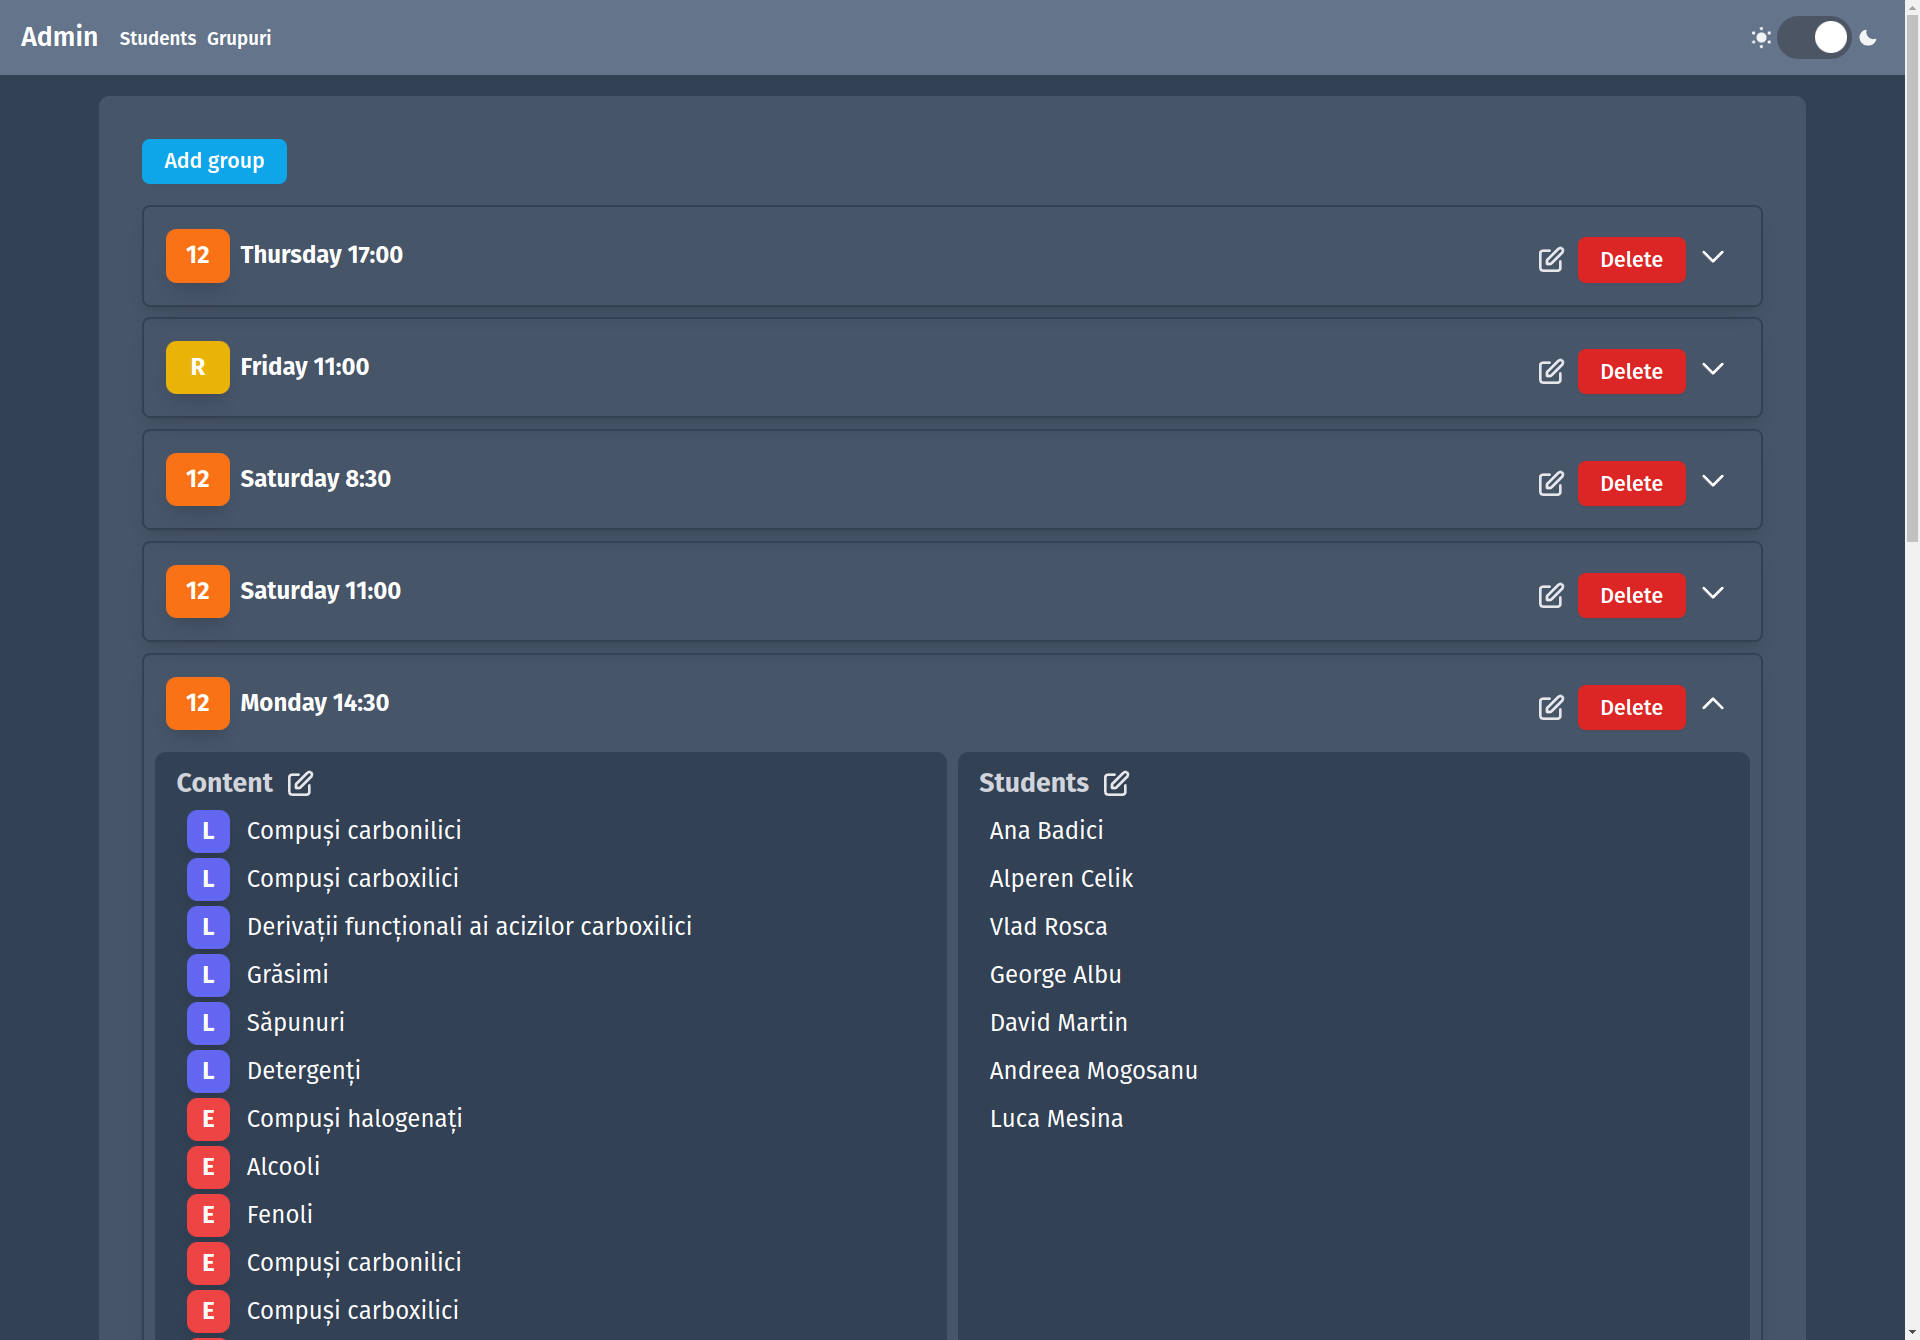 Admin Students Grupuri
Add group
12 Thursday 17:00 Delete
R Friday 11:00 Delete
12 Saturday 8:30 Delete
12 Saturday 11:00 Delete
12 Monday 14:30 Delete
Content
L Compuși carbonilici
L Compuși carboxilici
L Derivații funcționali ai acizilor carboxilici
L Grăsimi
L Săpunuri
L Detergenți
E Compuși halogenați
E Alcooli
E Fenoli
E Compuși carbonilici
E Compuși carboxilici
Students
Ana Badici
Alperen Celik
Vlad Rosca
George Albu
David Martin
Andreea Mogosanu
Luca Mesina